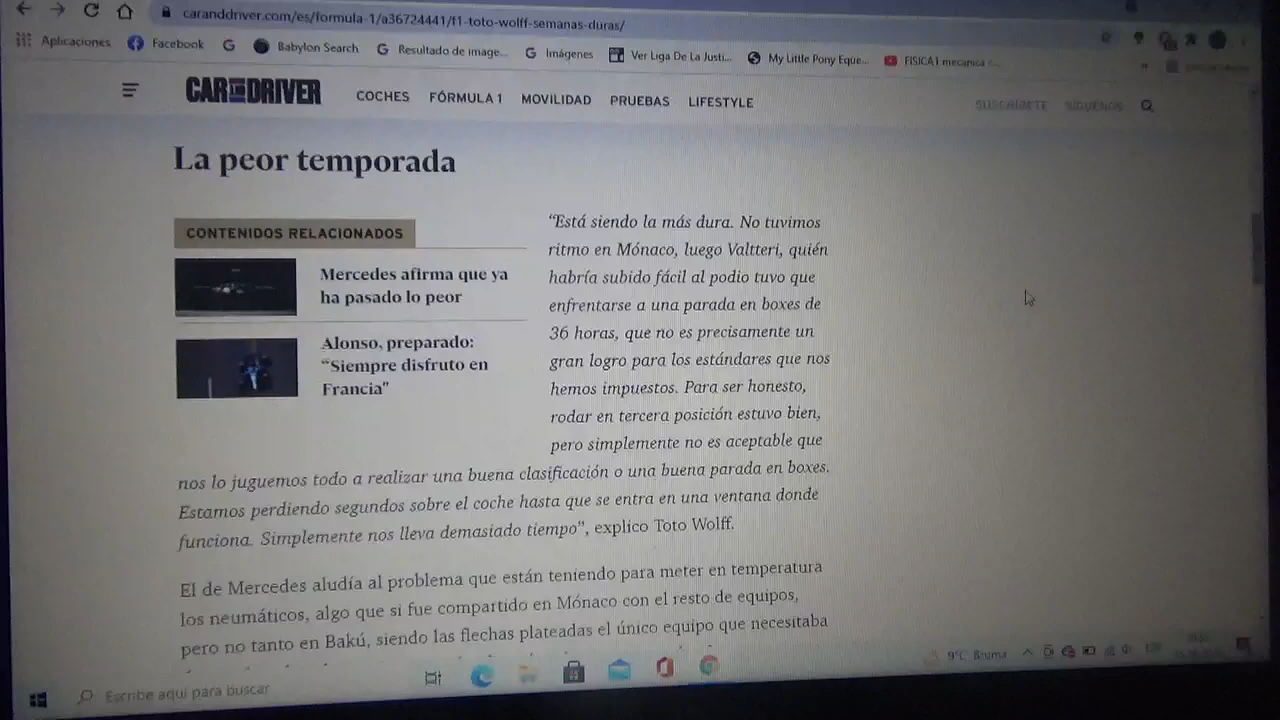 caranddriver.com/es/formula-1/a36724441/f1-toto-wolff-semanas-duras/
Aplicaciones Facebook Babylon Search Resultado de image... Imágenes Ver Liga De La Justi... My Little Pony Eque... FISICA I mecanica c...
CAR AND DRIVER COCHES FÓRMULA 1 MOVILIDAD PRUEBAS LIFESTYLE SUSCRÍBETE SÍGUENOS
La peor temporada
CONTENIDOS RELACIONADOS
Mercedes afirma que ya
ha pasado lo peor
Alonso, preparado:
“Siempre disfruto en
Francia”
“Está siendo la más dura. No tuvimos
ritmo en Mónaco, luego Valtteri, quién
habría subido fácil al podio tuvo que
enfrentarse a una parada en boxes de
36 horas, que no es precisamente un
gran logro para los estándares que nos
hemos impuestos. Para ser honesto,
rodar en tercera posición estuvo bien,
pero simplemente no es aceptable que
nos lo juguemos todo a realizar una buena clasificación o una buena parada en boxes.
Estamos perdiendo segundos sobre el coche hasta que se entra en una ventana donde
funciona. Simplemente nos lleva demasiado tiempo”, explico Toto Wolff.
El de Mercedes aludía al problema que están teniendo para meter en temperatura
los neumáticos, algo que si fue compartido en Mónaco con el resto de equipos,
pero no tanto en Bakú, siendo las flechas plateadas el único equipo que necesitaba
Escribe aquí para buscar
9°C Bruma